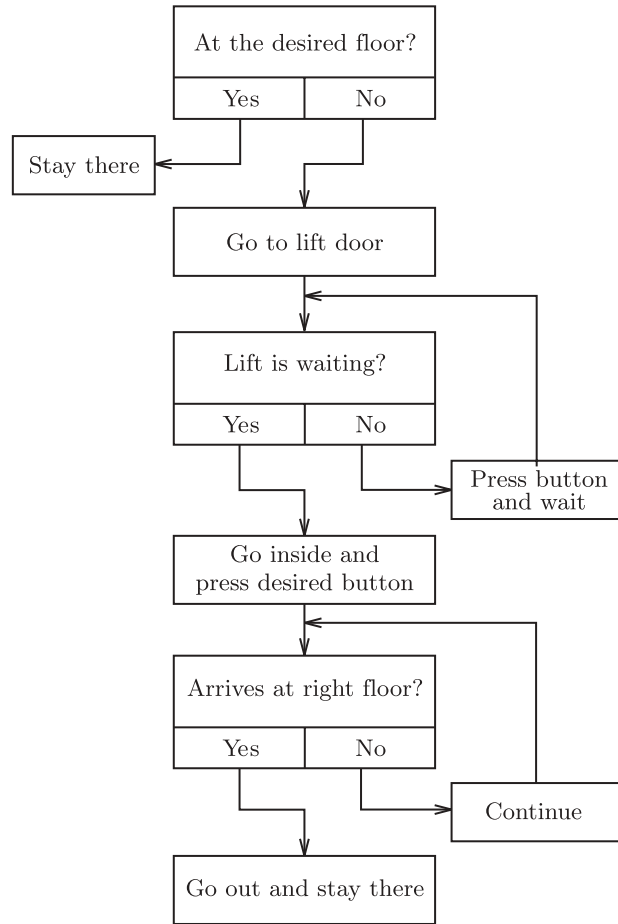 At the desired floor?
Yes
No
Stay there
Go to lift door
Lift is waiting?
Yes
No
Press button
and wait
Go inside and
press desired button
Arrives at right floor?
Yes
No
Continue
Go out and stay there